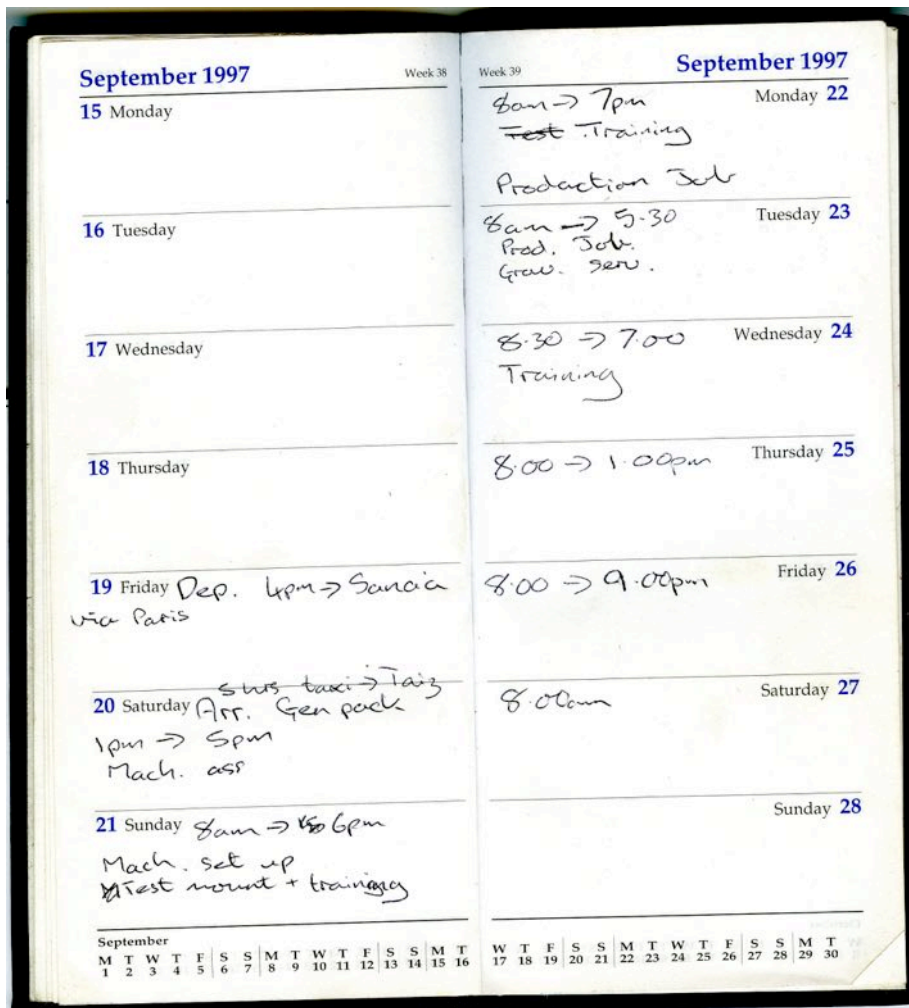 September 1997 Week 38
15 Monday
16 Tuesday
17 Wednesday
18 Thursday
19 Friday Dep. 4pm → Sanaia
via Paris
5 hrs taxi → Taiz
20 Saturday Arr. Genpack
1pm → 5pm
Mach. ass
21 Sunday 8am → 6pm
Mach. set up
Test mount + training
September
M T W T F S S M T W T F S S M T
1 2 3 4 5 6 7 8 9 10 11 12 13 14 15 16
Week 39 September 1997
8am → 7pm Monday 22
Test Training
Prodaction Job
8am → 5.30 Tuesday 23
Prod. Job.
Grav. serv.
8.30 → 7.00 Wednesday 24
Training
8.00 → 1.00pm Thursday 25
8.00 → 9.00pm Friday 26
8.00am Saturday 27
Sunday 28
W T F S S M T W T F S S M T
17 18 19 20 21 22 23 24 25 26 27 28 29 30